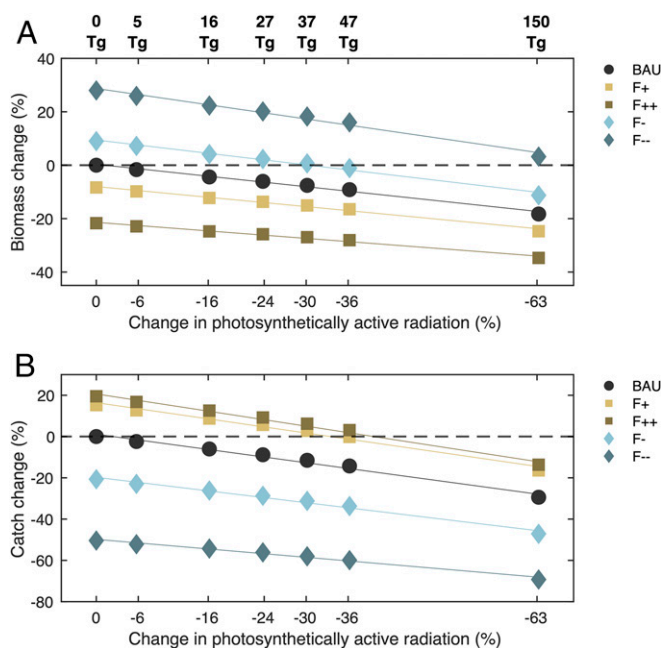 A
0 5 16 27 37 47 150
Tg Tg Tg Tg Tg Tg Tg
40
20
0
-20
-40
Biomass change (%)
0 -6 -16 -24 -30 -36 -63
Change in photosynthetically active radiation (%)
BAU
F+
F++
F-
F--
B
20
0
-20
-40
-60
-80
Catch change (%)
0 -6 -16 -24 -30 -36 -63
Change in photosynthetically active radiation (%)
BAU
F+
F++
F-
F--